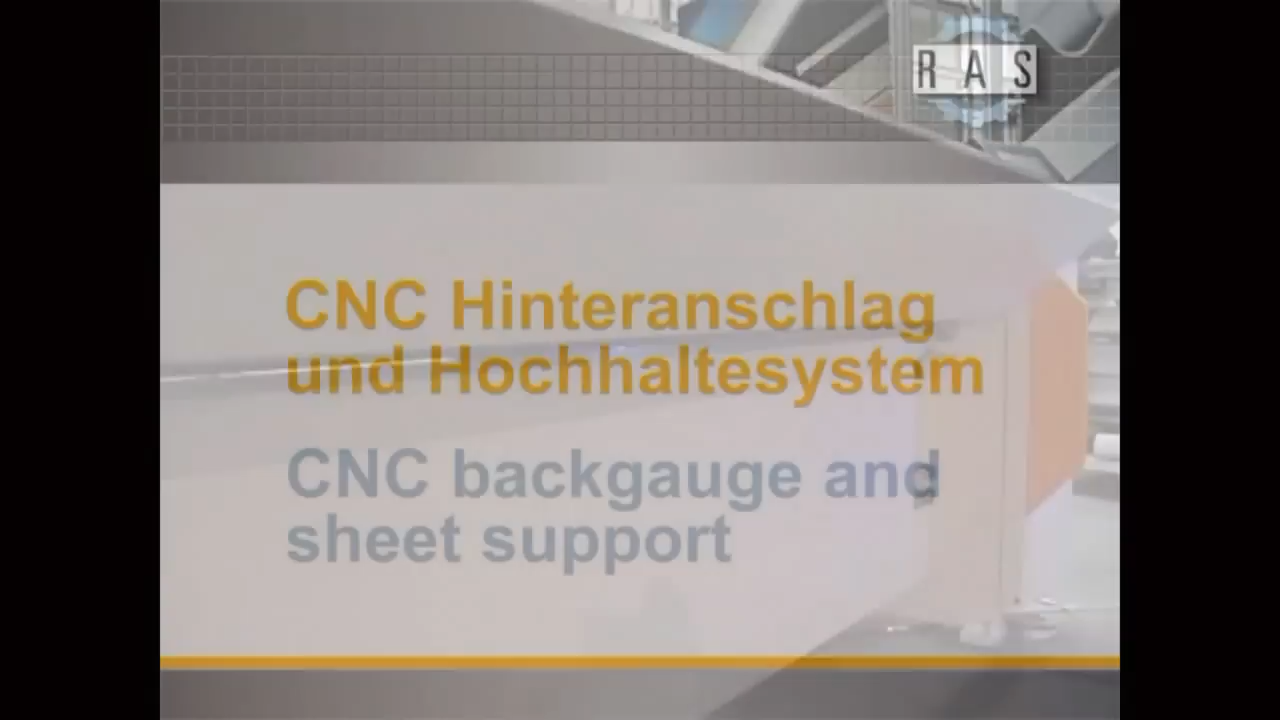 RAS
CNC Hinteranschlag
und Hochhaltesystem
CNC backgauge and
sheet support